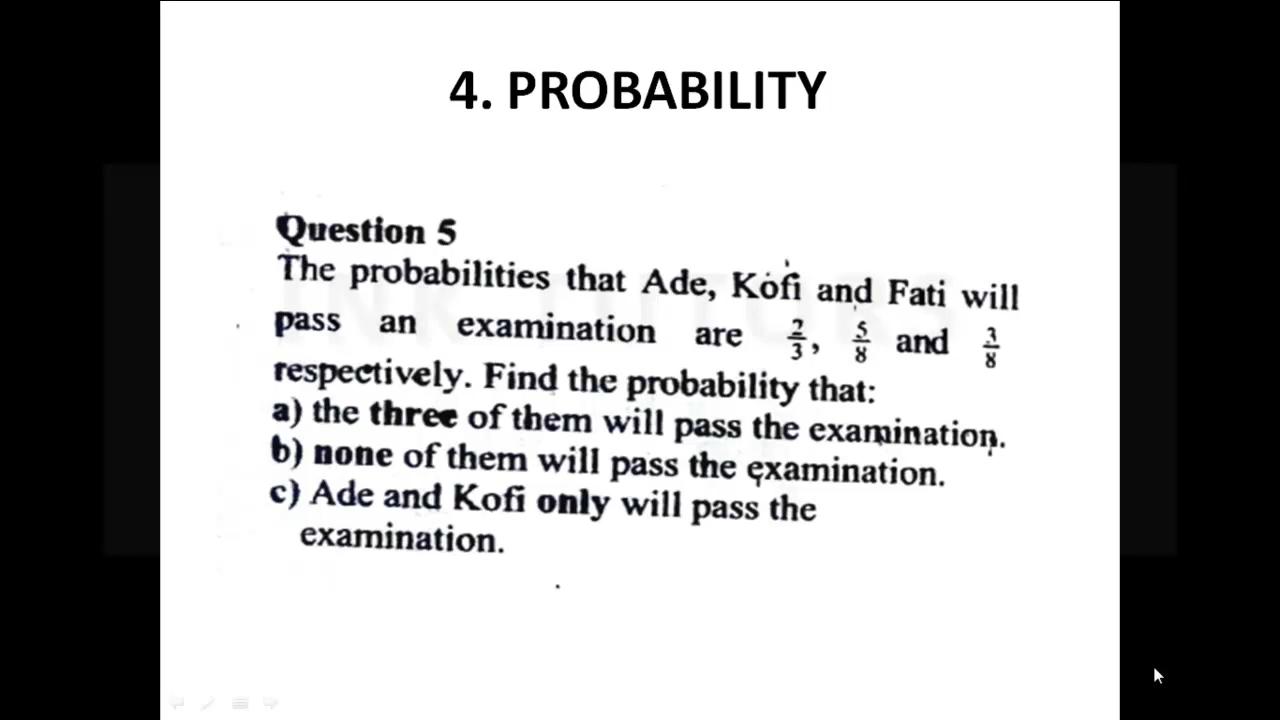 4. PROBABILITY
Question 5
The probabilities that Ade, Kofi and Fati will
pass an examination are 2/3, 5/8 and 3/8
respectively. Find the probability that:
a) the three of them will pass the examination.
b) none of them will pass the examination.
c) Ade and Kofi only will pass the
examination.